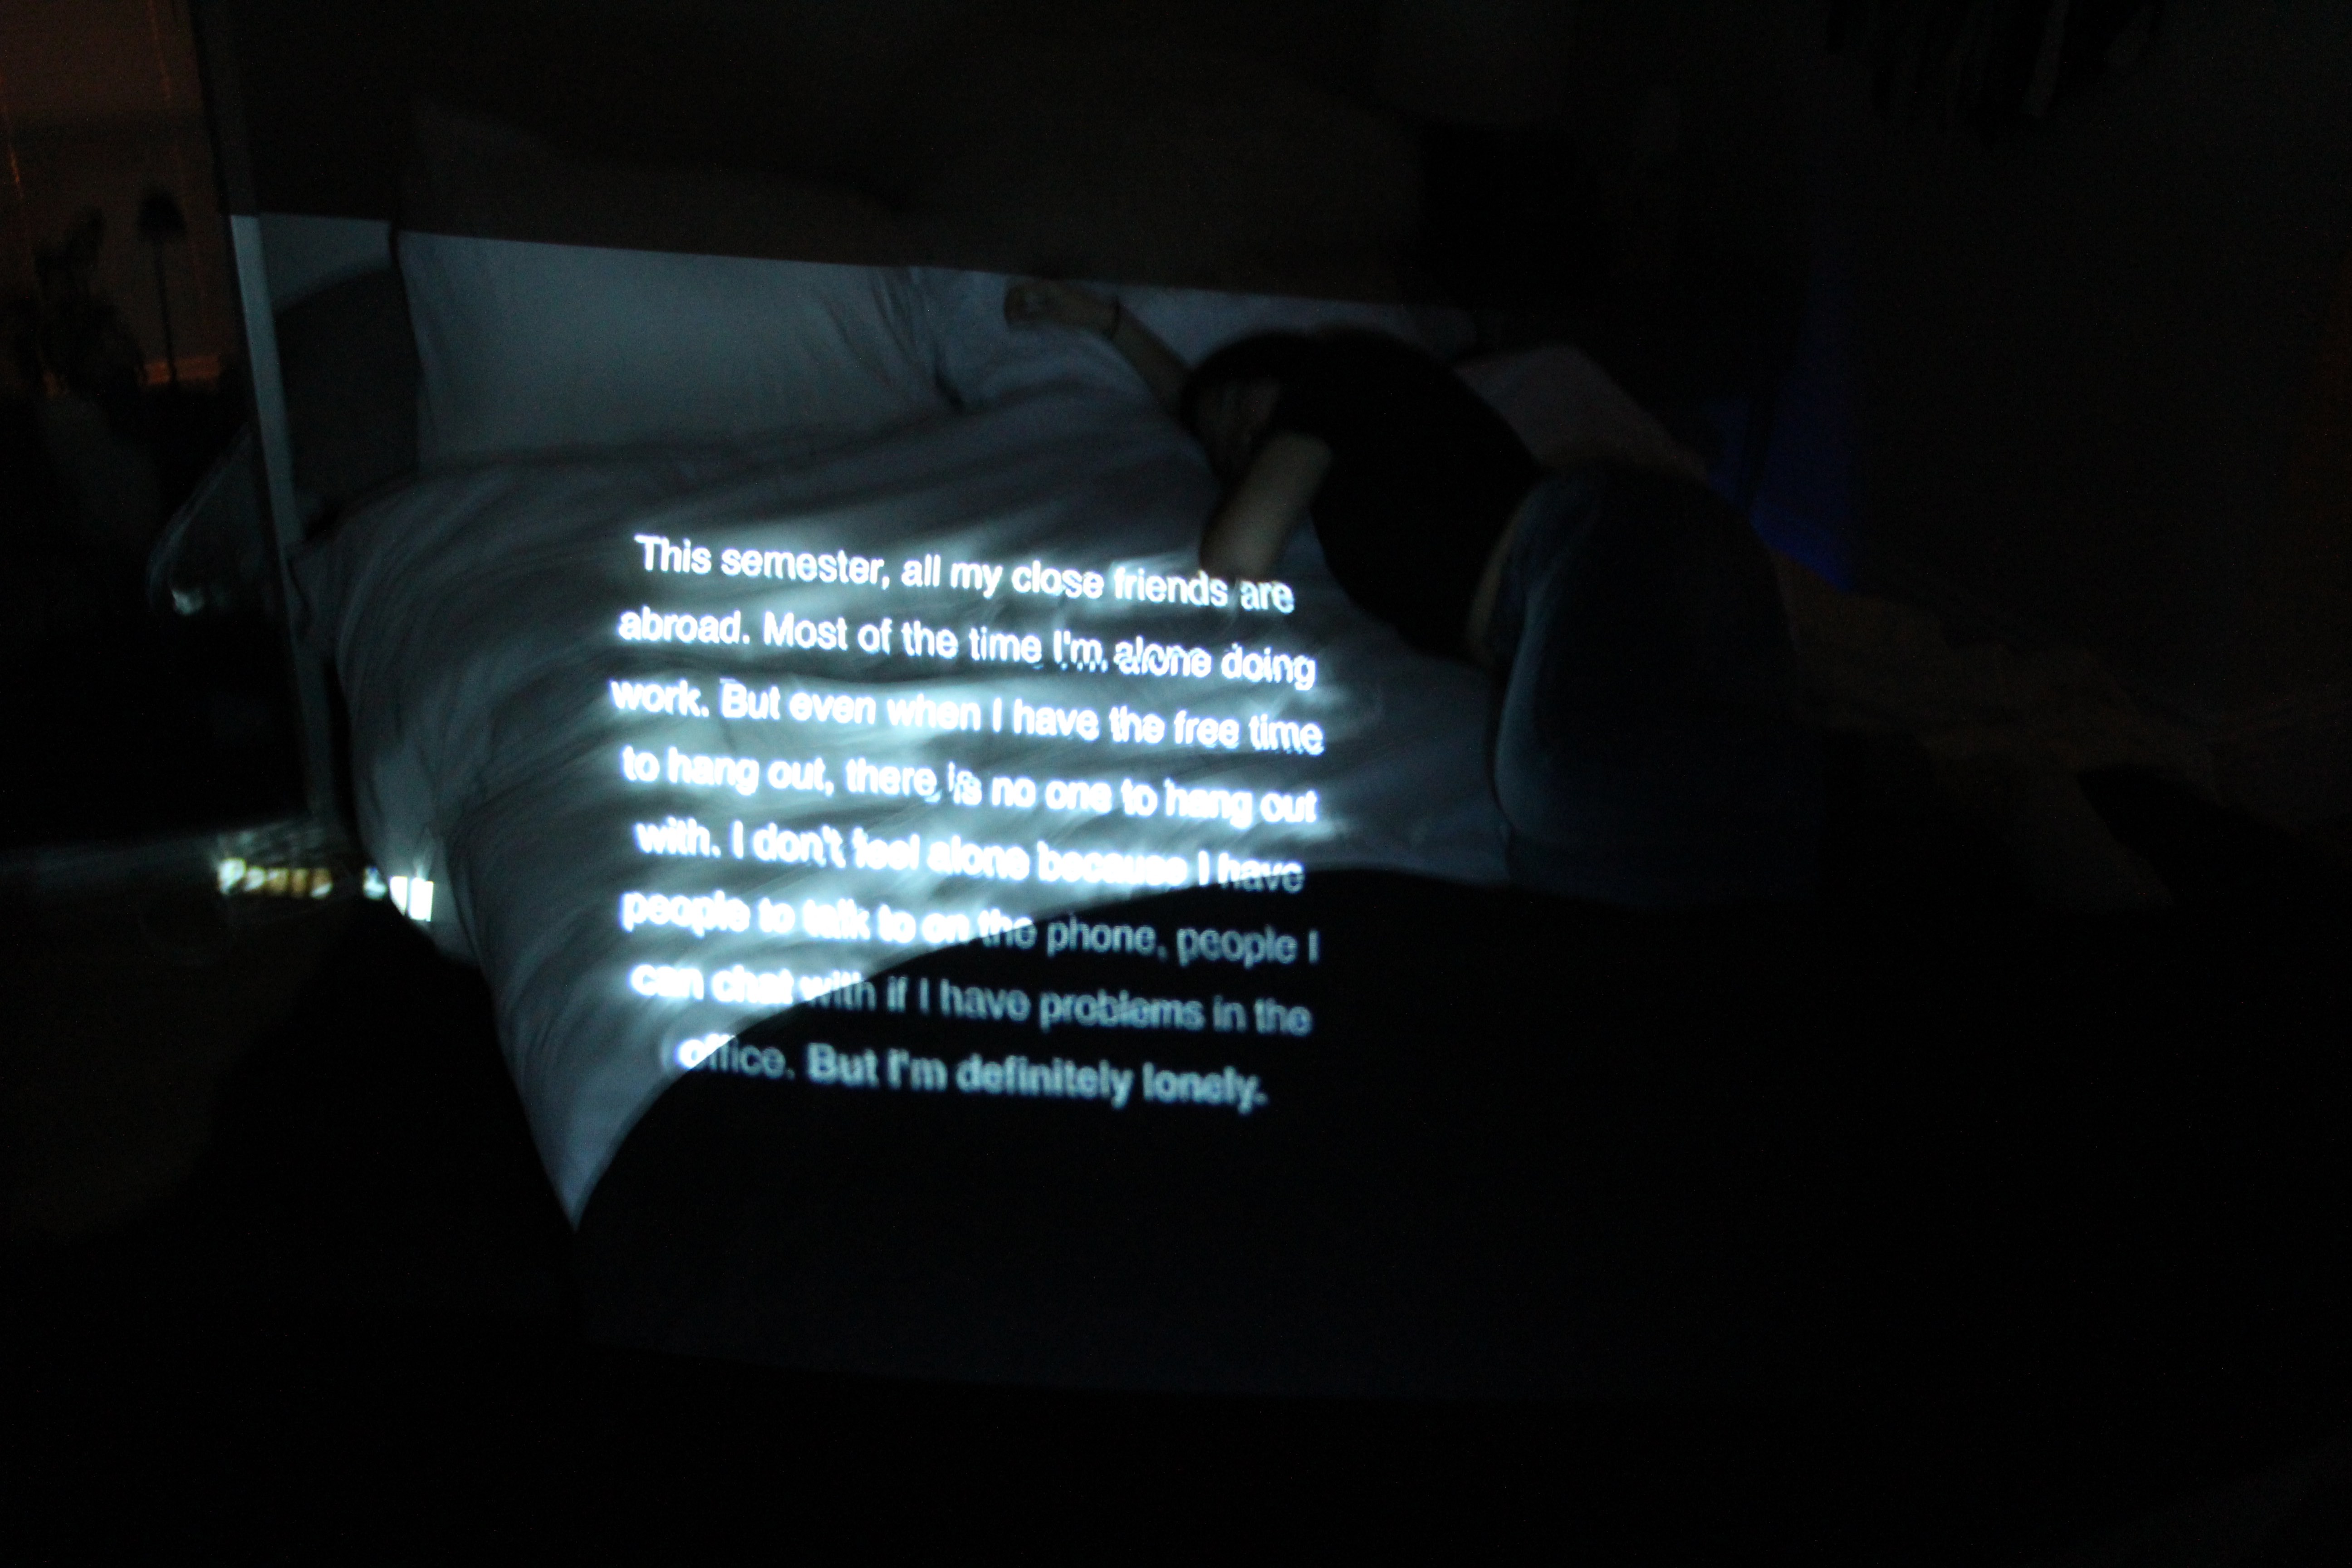 This semester, all my close friends are
abroad. Most of the time I'm alone doing
work. But even when I have the free time
to hang out, there is no one to hang out
with. I don't feel alone because I have
people to talk to on the phone, people I
can chat with if I have problems in the
office. But I'm definitely lonely.